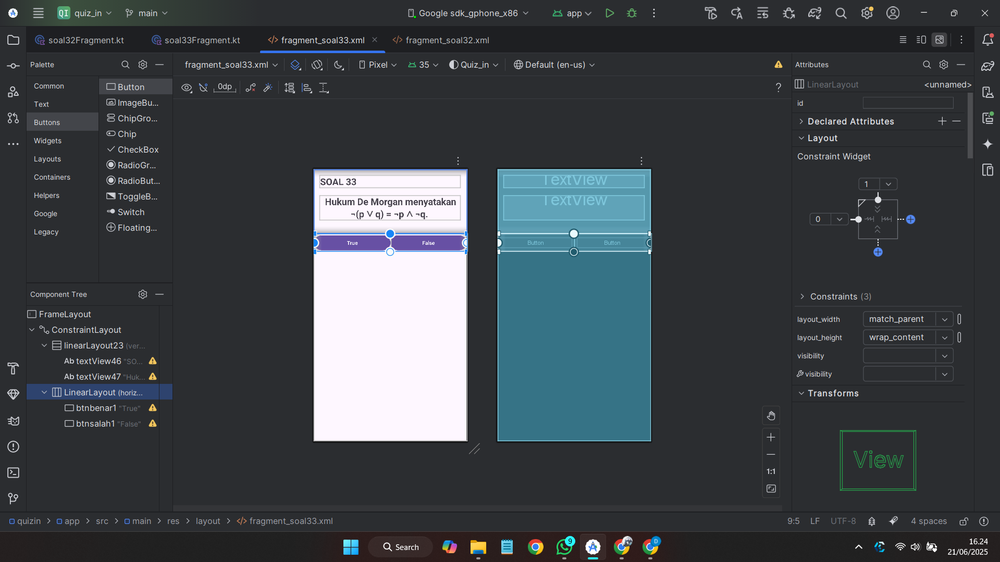 QI quiz_in main Google sdk_gphone_x86 app
soal32Fragment.kt soal33Fragment.kt fragment_soal33.xml fragment_soal32.xml
Palette
Common
Text
Buttons
Widgets
Layouts
Containers
Helpers
Google
Legacy
Button
ImageBu...
ChipGro...
Chip
CheckBox
RadioGr...
RadioBut...
ToggleB...
Switch
Floating...
fragment_soal33.xml Pixel 35 Quiz_in Default (en-us)
0dp ?
SOAL 33
Hukum De Morgan menyatakan
¬(p ∨ q) = ¬p ∧ ¬q.
True False
TextView
TextView
Button Button
1:1
Component Tree
FrameLayout
ConstraintLayout
linearLayout23 (ver...
Ab textView46 "SO...
Ab textView47 "Huk...
LinearLayout (horiz...
btnbenar1 "True"
btnsalah1 "False"
Attributes
LinearLayout <unnamed>
id
Declared Attributes
Layout
Constraint Widget
1
0
Constraints (3)
layout_width match_parent
layout_height wrap_content
visibility
visibility
Transforms
View
quizin > app > src > main > res > layout > fragment_soal33.xml 9:5 LF UTF-8 4 spaces
Search 9 D 16.24
21/06/2025